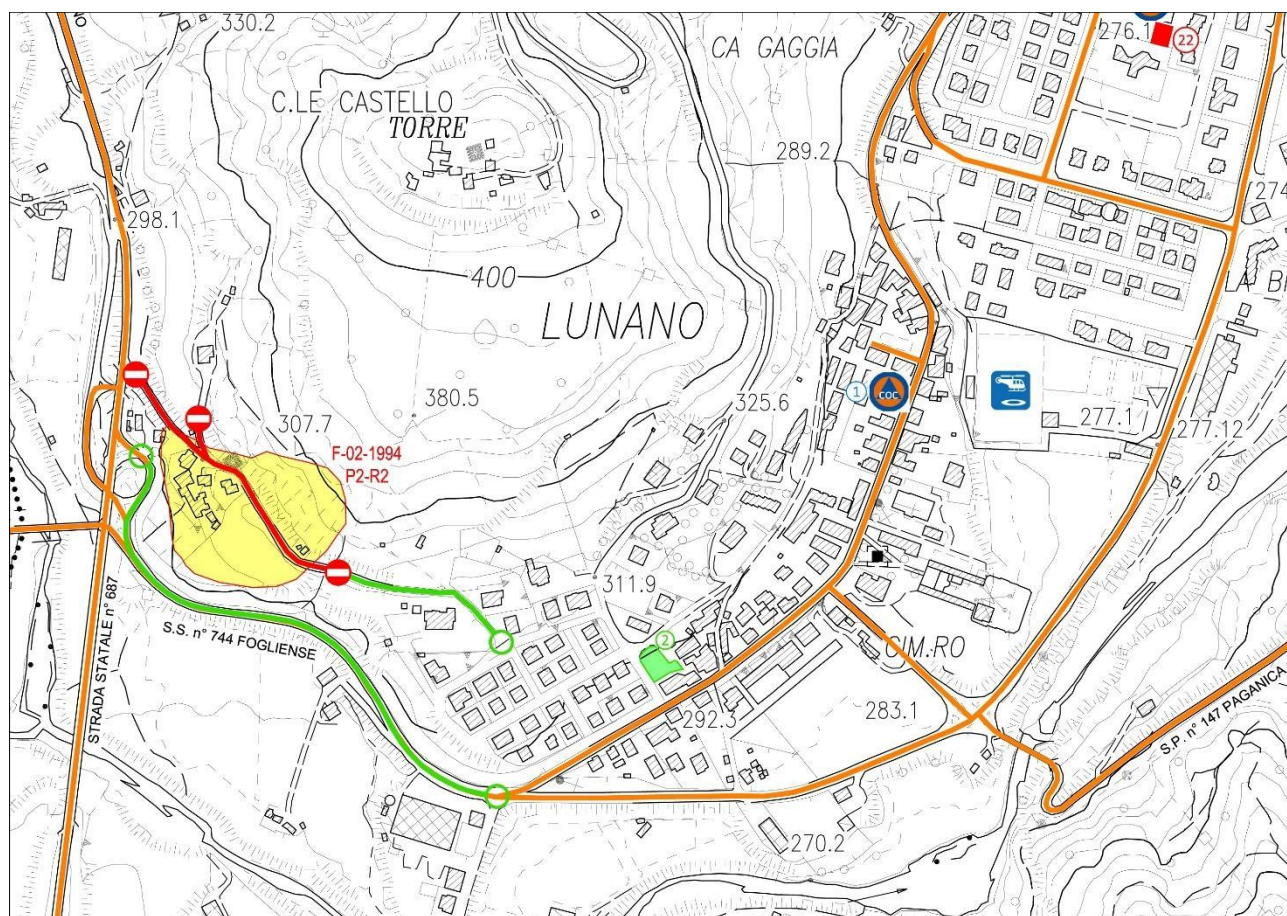 330.2
CA GAGGIA
276.1
22
C.LE CASTELLO
TORRE
289.2
298.1
400
LUNANO
COC
1
325.6
380.5
307.7
F-02-1994
P2-R2
277.1
277.12
311.9
2
CIM.RO
STRADA STATALE n° 687
S.S. n° 744 FOGLIENSE
292.3
283.1
S.P. n° 147 PAGANICA
270.2